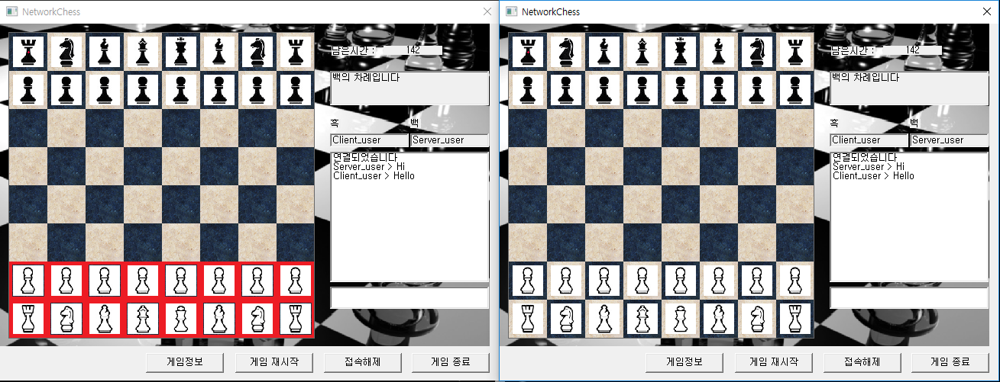 NetworkChess
남은시간 : 142
백의 차례입니다
흑 백
Client_user Server_user
연결되었습니다
Server_user > Hi
Client_user > Hello
게임정보 게임 재시작 접속해제 게임 종료
NetworkChess
남은시간 : 142
백의 차례입니다
흑 백
Client_user Server_user
연결되었습니다
Server_user > Hi
Client_user > Hello
게임정보 게임 재시작 접속해제 게임 종료